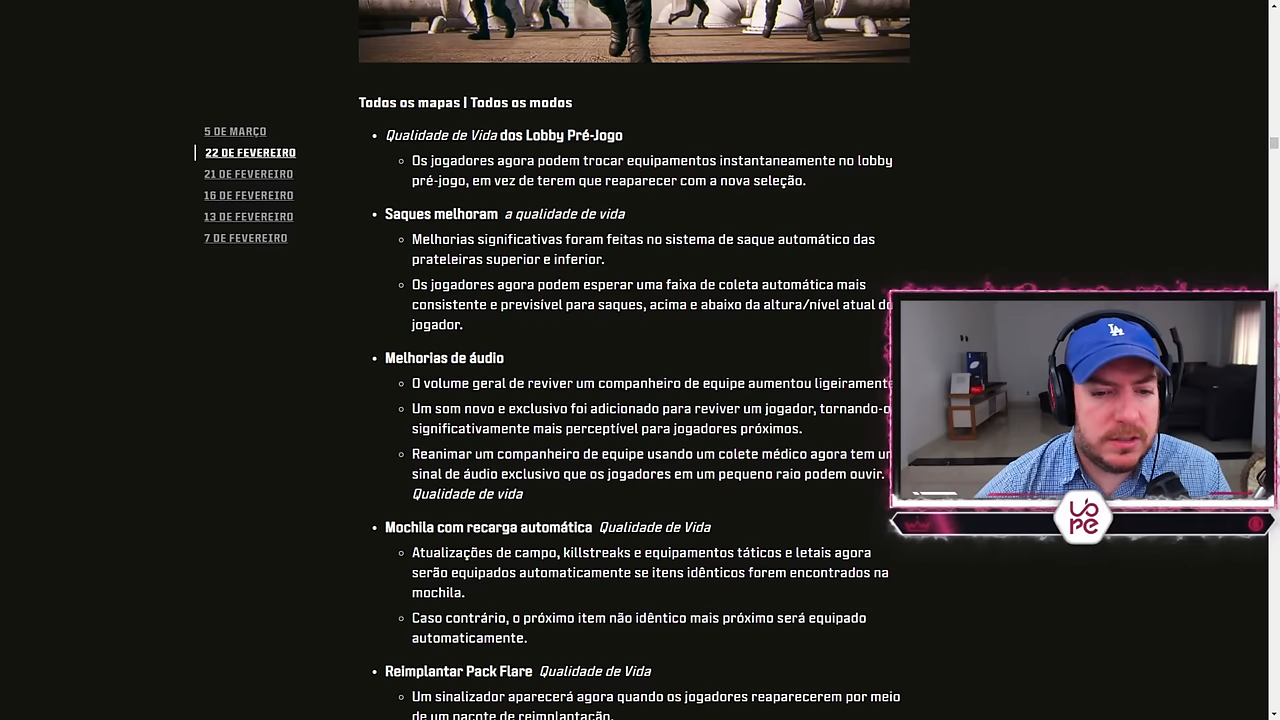 Todos os mapas | Todos os modos
5 DE MARÇO
22 DE FEVEREIRO
21 DE FEVEREIRO
16 DE FEVEREIRO
13 DE FEVEREIRO
7 DE FEVEREIRO
Qualidade de Vida dos Lobby Pré-Jogo
Os jogadores agora podem trocar equipamentos instantaneamente no lobby
pré-jogo, em vez de terem que reaparecer com a nova seleção.
Saques melhoram a qualidade de vida
Melhorias significativas foram feitas no sistema de saque automático das
prateleiras superior e inferior.
Os jogadores agora podem esperar uma faixa de coleta automática mais
consistente e previsível para saques, acima e abaixo da altura/nível atual do
jogador.
Melhorias de áudio
O volume geral de reviver um companheiro de equipe aumentou ligeirament
Um som novo e exclusivo foi adicionado para reviver um jogador, tornando-o
significativamente mais perceptível para jogadores próximos.
Reanimar um companheiro de equipe usando um colete médico agora tem um
sinal de áudio exclusivo que os jogadores em um pequeno raio podem ouvir.
Qualidade de vida
Mochila com recarga automática Qualidade de Vida
Atualizações de campo, killstreaks e equipamentos táticos e letais agora
serão equipados automaticamente se itens idênticos forem encontrados na
mochila.
Caso contrário, o próximo item não idêntico mais próximo será equipado
automaticamente.
Reimplantar Pack Flare Qualidade de Vida
Um sinalizador aparecerá agora quando os jogadores reaparecerem por meio
de um pacote de reimplantação.
LA